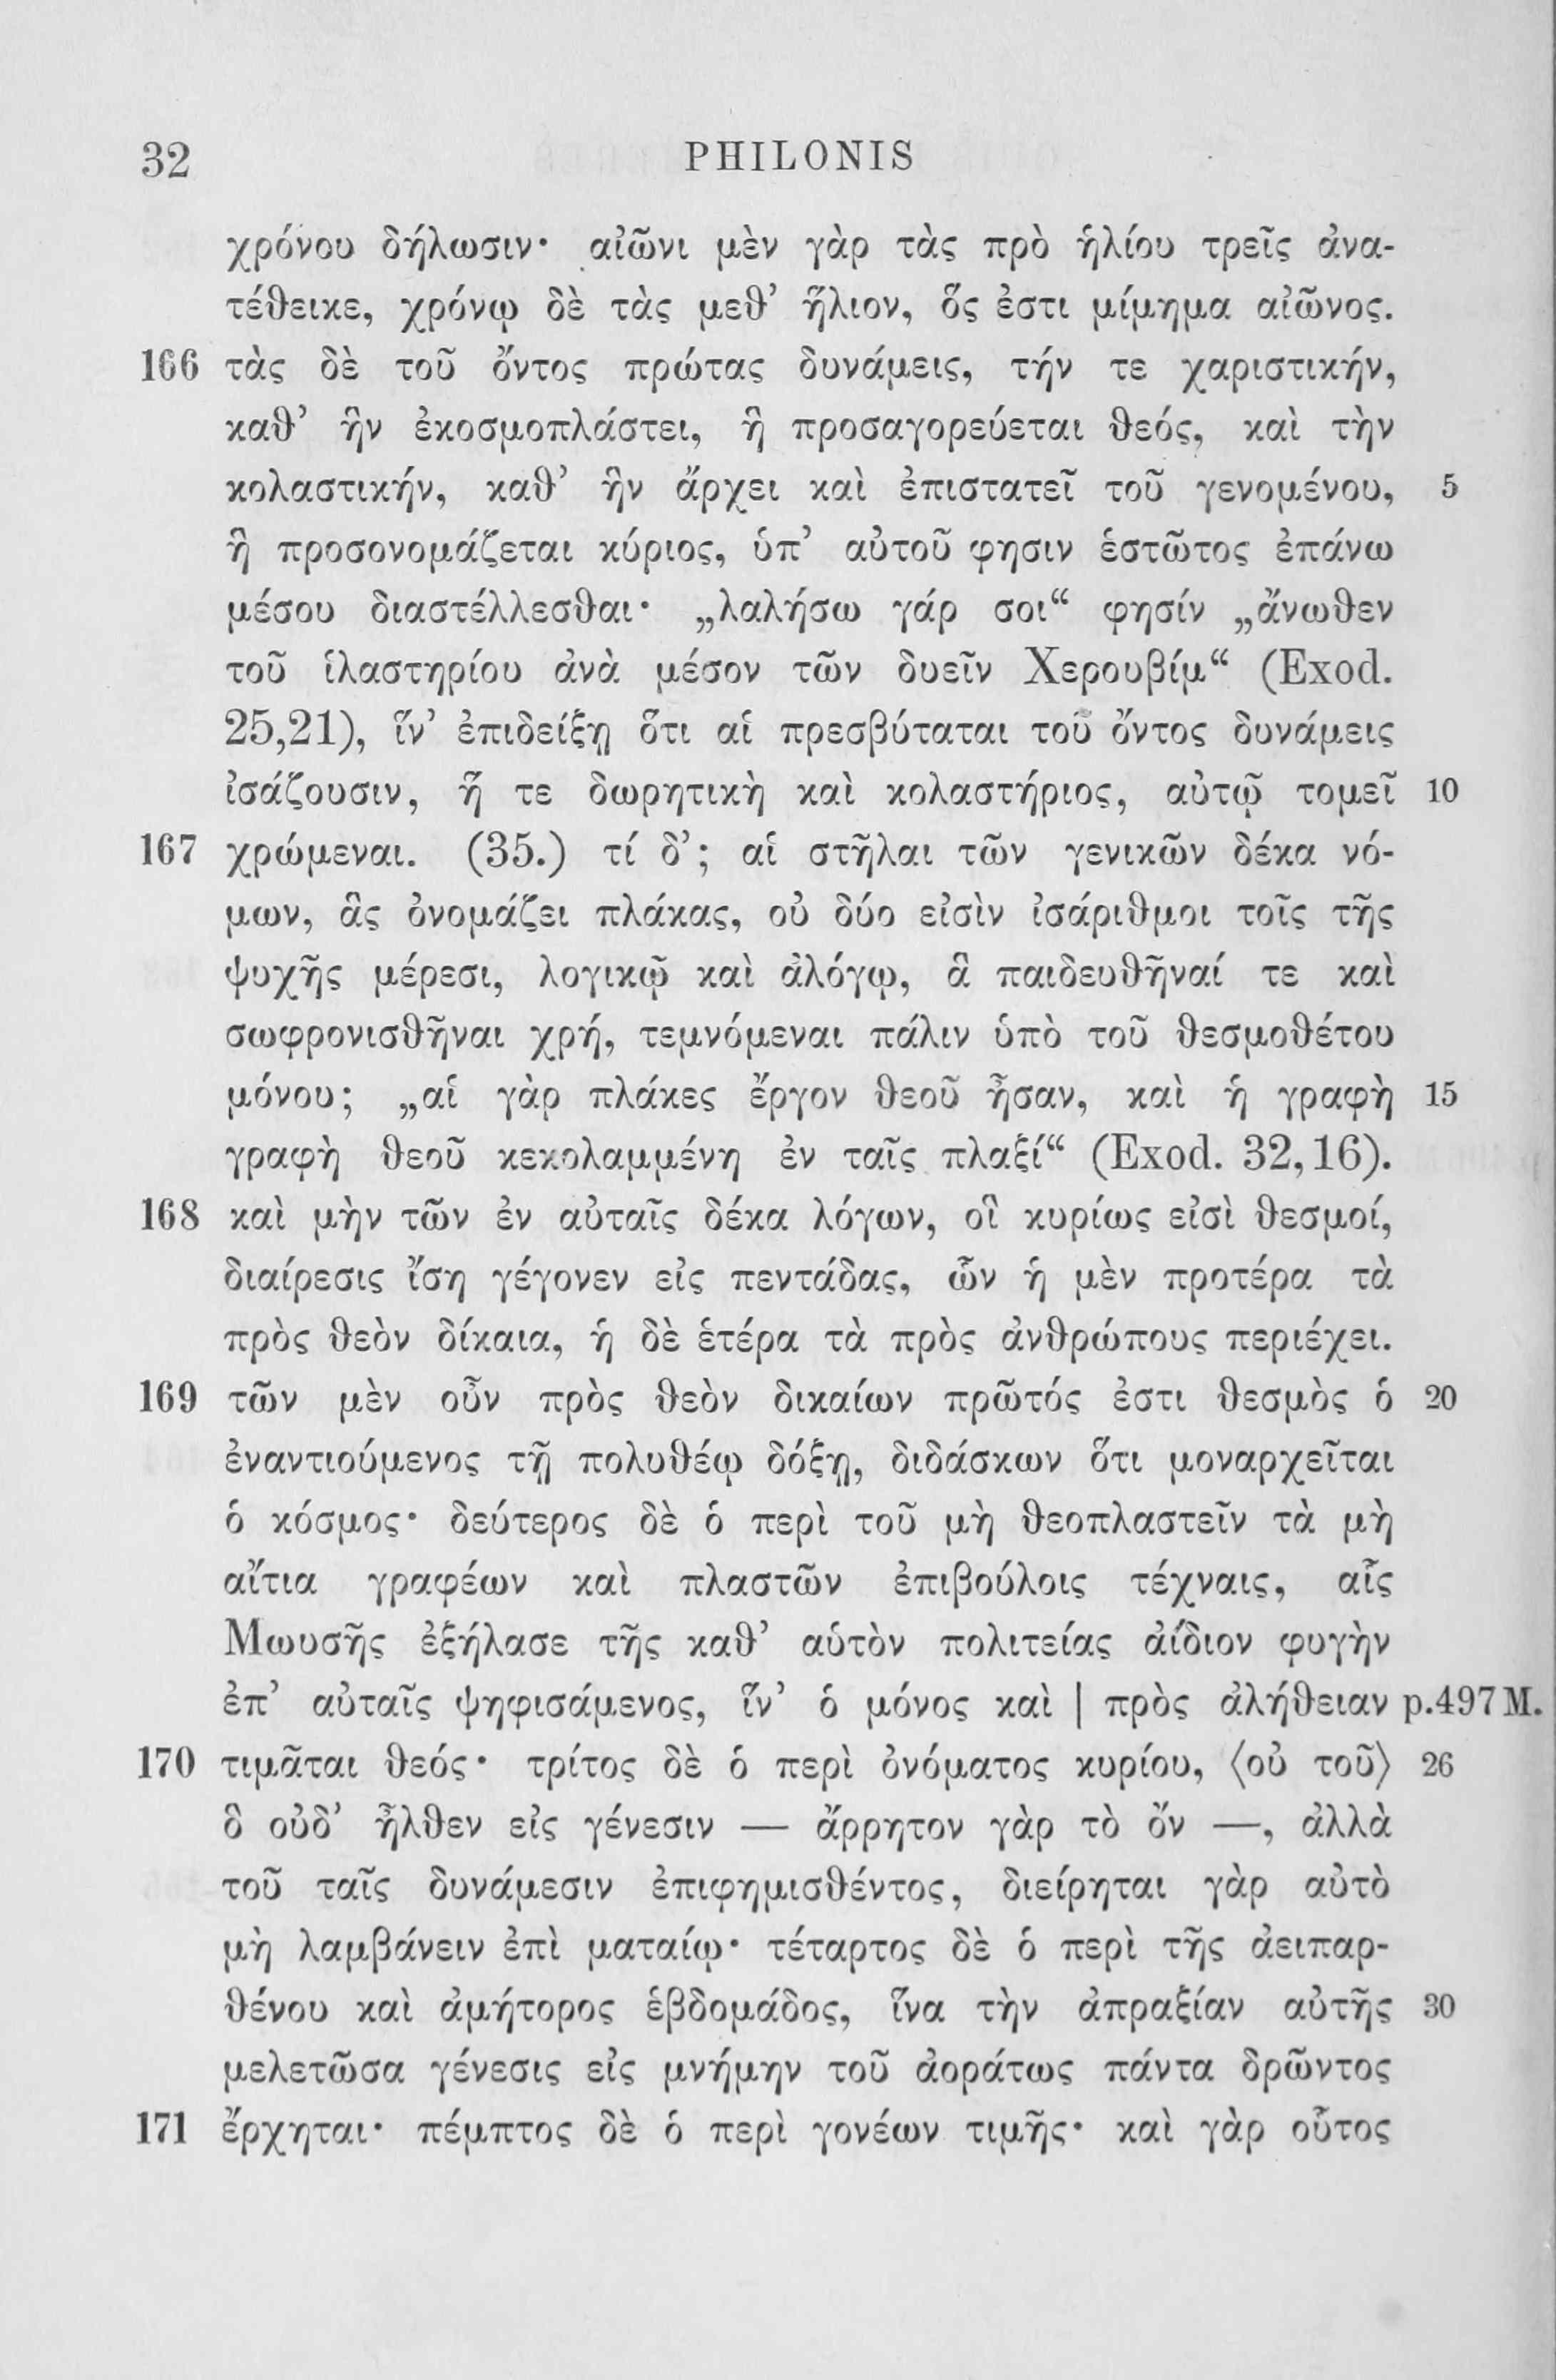 32 PHILONIS
χρόνου δήλωσιν· αἰῶνι μὲν γὰρ τὰς πρὸ ἡλίου τρεῖς ἀνα-
τέθεικε, χρόνῳ δὲ τὰς μεθ’ ἥλιον, ὅς ἐστι μίμημα αἰῶνος.
166 τὰς δὲ τοῦ ὄντος πρώτας δυνάμεις, τήν τε χαριστικήν,
καθ’ ἣν ἐκοσμοπλάστει, ἣ προσαγορεύεται θεός, καὶ τὴν
κολαστικήν, καθ’ ἣν ἄρχει καὶ ἐπιστατεῖ τοῦ γενομένου, 5
ἣ προσονομάζεται κύριος, ὑπ’ αὐτοῦ φησιν ἑστῶτος ἐπάνω
μέσου διαστέλλεσθαι· „λαλήσω γάρ σοι“ φησίν „ἄνωθεν
τοῦ ἱλαστηρίου ἀνὰ μέσον τῶν δυεῖν Χερουβίμ“ (Exod.
25,21), ἵν’ ἐπιδείξῃ ὅτι αἱ πρεσβύταται τοῦ ὄντος δυνάμεις
ἰσάζουσιν, ἥ τε δωρητικὴ καὶ κολαστήριος, αὐτῷ τομεῖ 10
167 χρώμεναι. (35.) τί δ’; αἱ στῆλαι τῶν γενικῶν δέκα νό-
μων, ἃς ὀνομάζει πλάκας, οὐ δύο εἰσὶν ἰσάριθμοι τοῖς τῆς
ψυχῆς μέρεσι, λογικῷ καὶ ἀλόγῳ, ἃ παιδευθῆναί τε καὶ
σωφρονισθῆναι χρή, τεμνόμεναι πάλιν ὑπὸ τοῦ θεσμοθέτου
μόνου; „αἱ γὰρ πλάκες ἔργον θεοῦ ἦσαν, καὶ ἡ γραφὴ 15
γραφὴ θεοῦ κεκολαμμένη ἐν ταῖς πλαξί“ (Exod. 32,16).
168 καὶ μὴν τῶν ἐν αὐταῖς δέκα λόγων, οἳ κυρίως εἰσὶ θεσμοί,
διαίρεσις ἴση γέγονεν εἰς πεντάδας, ὧν ἡ μὲν προτέρα τὰ
πρὸς θεὸν δίκαια, ἡ δὲ ἑτέρα τὰ πρὸς ἀνθρώπους περιέχει.
169 τῶν μὲν οὖν πρὸς θεὸν δικαίων πρῶτός ἐστι θεσμὸς ὁ 20
ἐναντιούμενος τῇ πολυθέῳ δόξῃ, διδάσκων ὅτι μοναρχεῖται
ὁ κόσμος· δεύτερος δὲ ὁ περὶ τοῦ μὴ θεοπλαστεῖν τὰ μὴ
αἴτια γραφέων καὶ πλαστῶν ἐπιβούλοις τέχναις, αἷς
Μωυσῆς ἐξήλασε τῆς καθ’ αὑτὸν πολιτείας ἀίδιον φυγὴν
ἐπ’ αὐταῖς ψηφισάμενος, ἵν’ ὁ μόνος καὶ | πρὸς ἀλήθειαν p.497 M.
170 τιμᾶται θεός· τρίτος δὲ ὁ περὶ ὀνόματος κυρίου, ⟨οὐ τοῦ⟩ 26
ὃ οὐδ’ ἦλθεν εἰς γένεσιν — ἄρρητον γὰρ τὸ ὄν —, ἀλλὰ
τοῦ ταῖς δυνάμεσιν ἐπιφημισθέντος, διείρηται γὰρ αὐτὸ
μὴ λαμβάνειν ἐπὶ ματαίῳ· τέταρτος δὲ ὁ περὶ τῆς ἀειπαρ-
θένου καὶ ἀμήτορος ἑβδομάδος, ἵνα τὴν ἀπραξίαν αὐτῆς 30
μελετῶσα γένεσις εἰς μνήμην τοῦ ἀοράτως πάντα δρῶντος
171 ἔρχηται· πέμπτος δὲ ὁ περὶ γονέων τιμῆς· καὶ γὰρ οὗτος